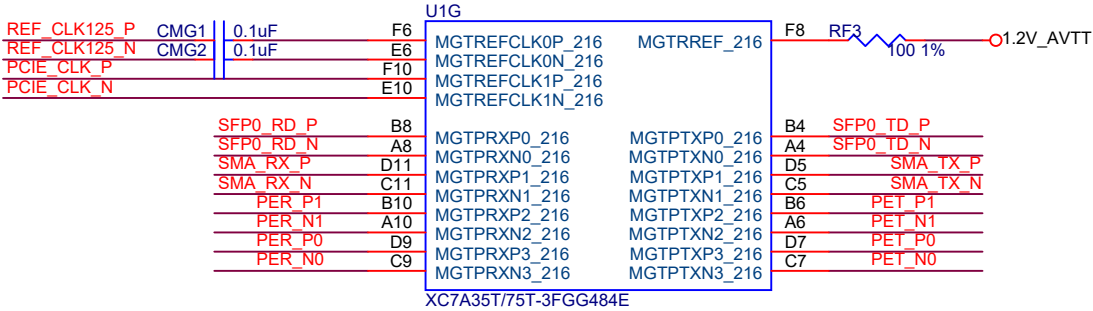 U1G
REF_CLK125_P CMG1 0.1uF F6 MGTREFCLK0P_216 MGTRREF_216 F8 RF3 100 1% 1.2V_AVTT
REF_CLK125_N CMG2 0.1uF E6 MGTREFCLK0N_216
PCIE_CLK_P F10 MGTREFCLK1P_216
PCIE_CLK_N E10 MGTREFCLK1N_216
SFP0_RD_P B8 MGTPRXP0_216 MGTPTXP0_216 B4 SFP0_TD_P
SFP0_RD_N A8 MGTPRXN0_216 MGTPTXN0_216 A4 SFP0_TD_N
SMA_RX_P D11 MGTPRXP1_216 MGTPTXP1_216 D5 SMA_TX_P
SMA_RX_N C11 MGTPRXN1_216 MGTPTXN1_216 C5 SMA_TX_N
PER_P1 B10 MGTPRXP2_216 MGTPTXP2_216 B6 PET_P1
PER_N1 A10 MGTPRXN2_216 MGTPTXN2_216 A6 PET_N1
PER_P0 D9 MGTPRXP3_216 MGTPTXP3_216 D7 PET_P0
PER_N0 C9 MGTPRXN3_216 MGTPTXN3_216 C7 PET_N0
XC7A35T/75T-3FGG484E